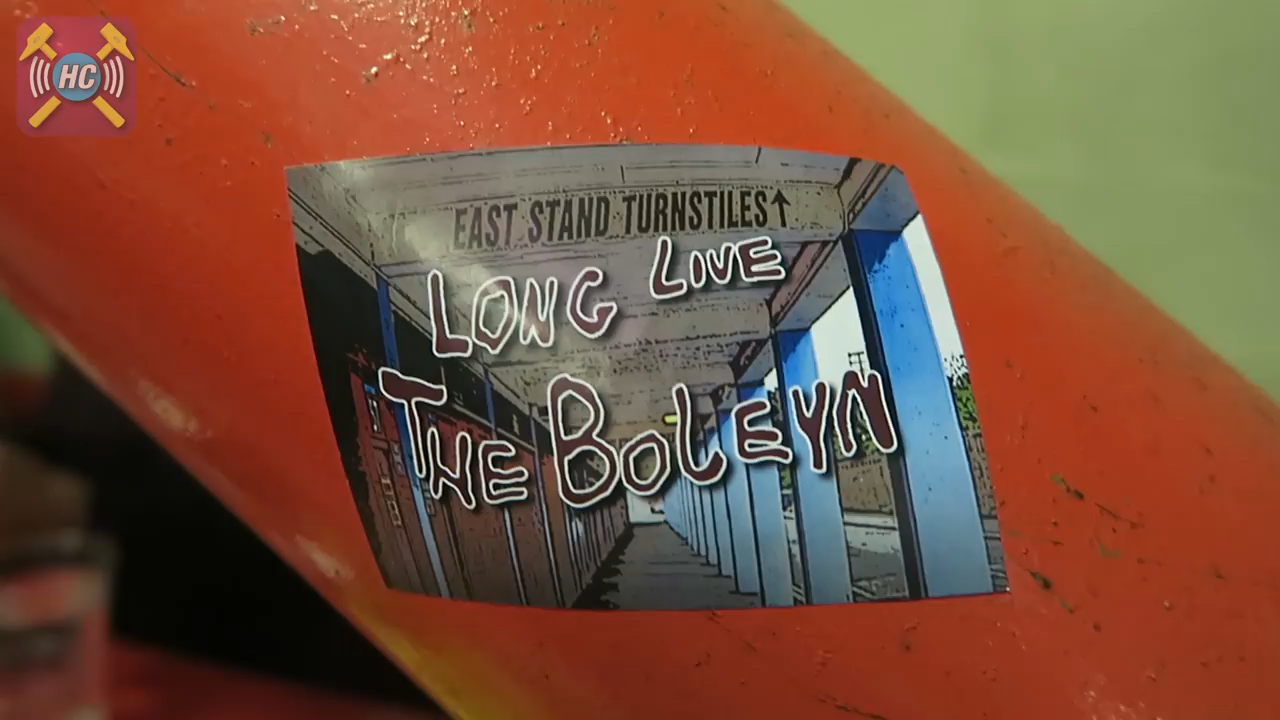 HC
EAST STAND TURNSTILES↑
LONG LIVE
THE BOLEYN